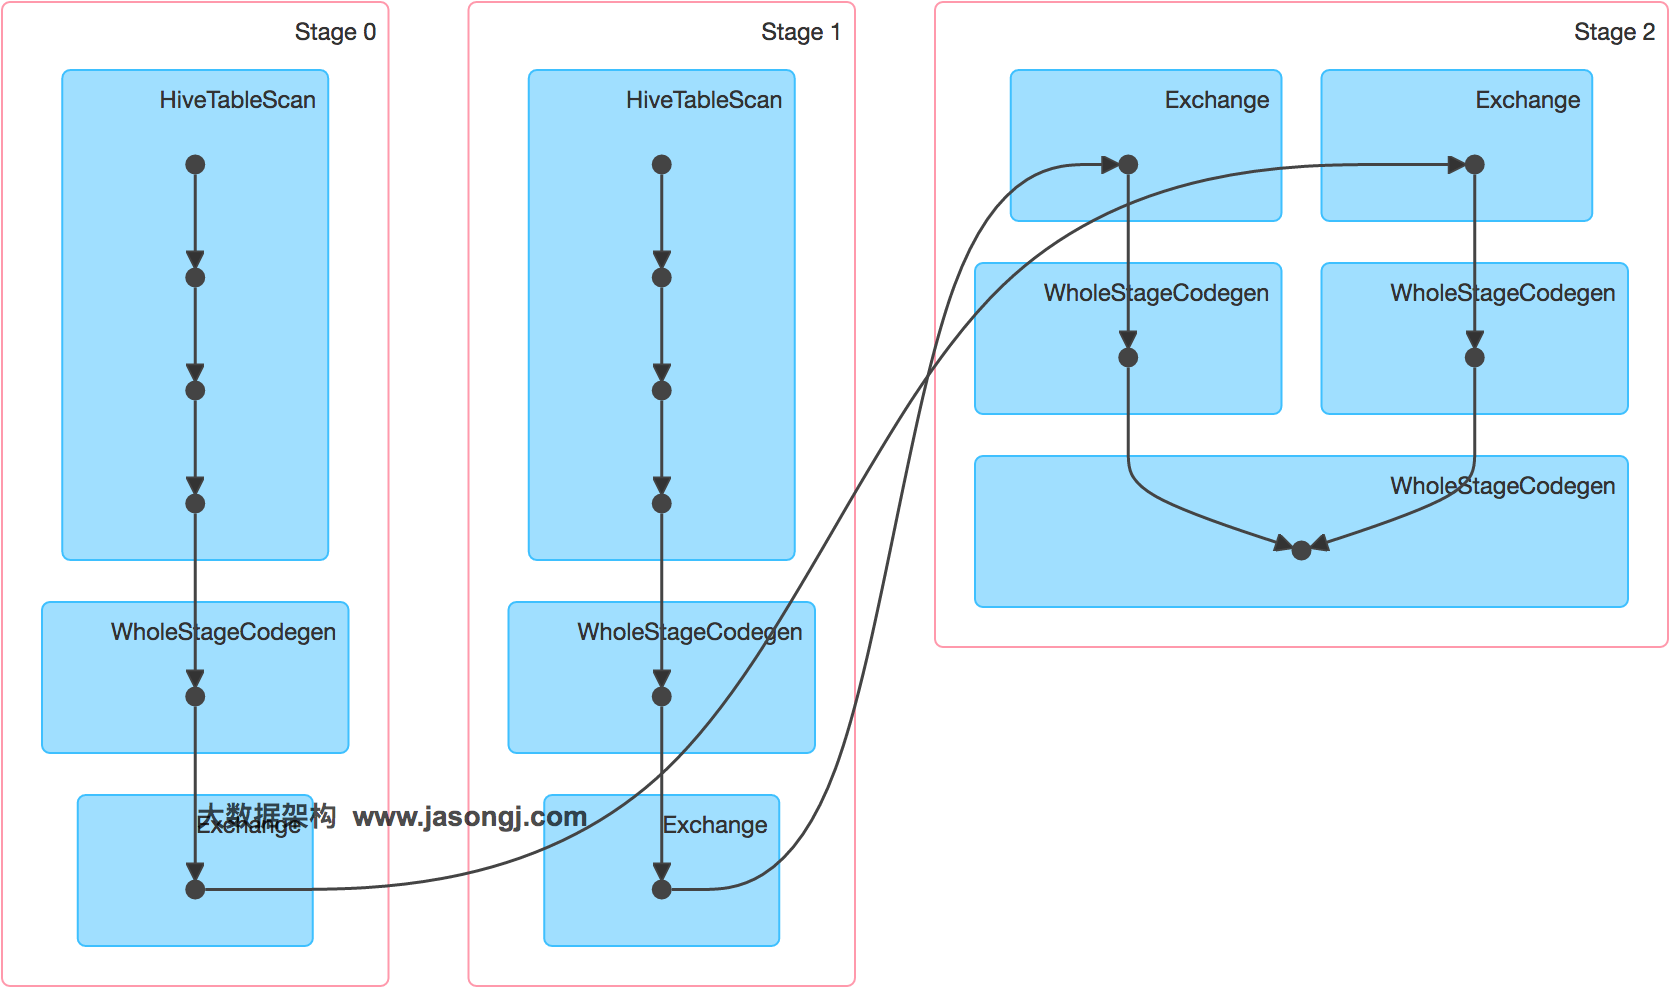 Stage 0
HiveTableScan
WholeStageCodegen
大数据架构 www.jasongj.com
Exchange
Stage 1
HiveTableScan
WholeStageCodegen
Exchange
Stage 2
Exchange
Exchange
WholeStageCodegen
WholeStageCodegen
WholeStageCodegen